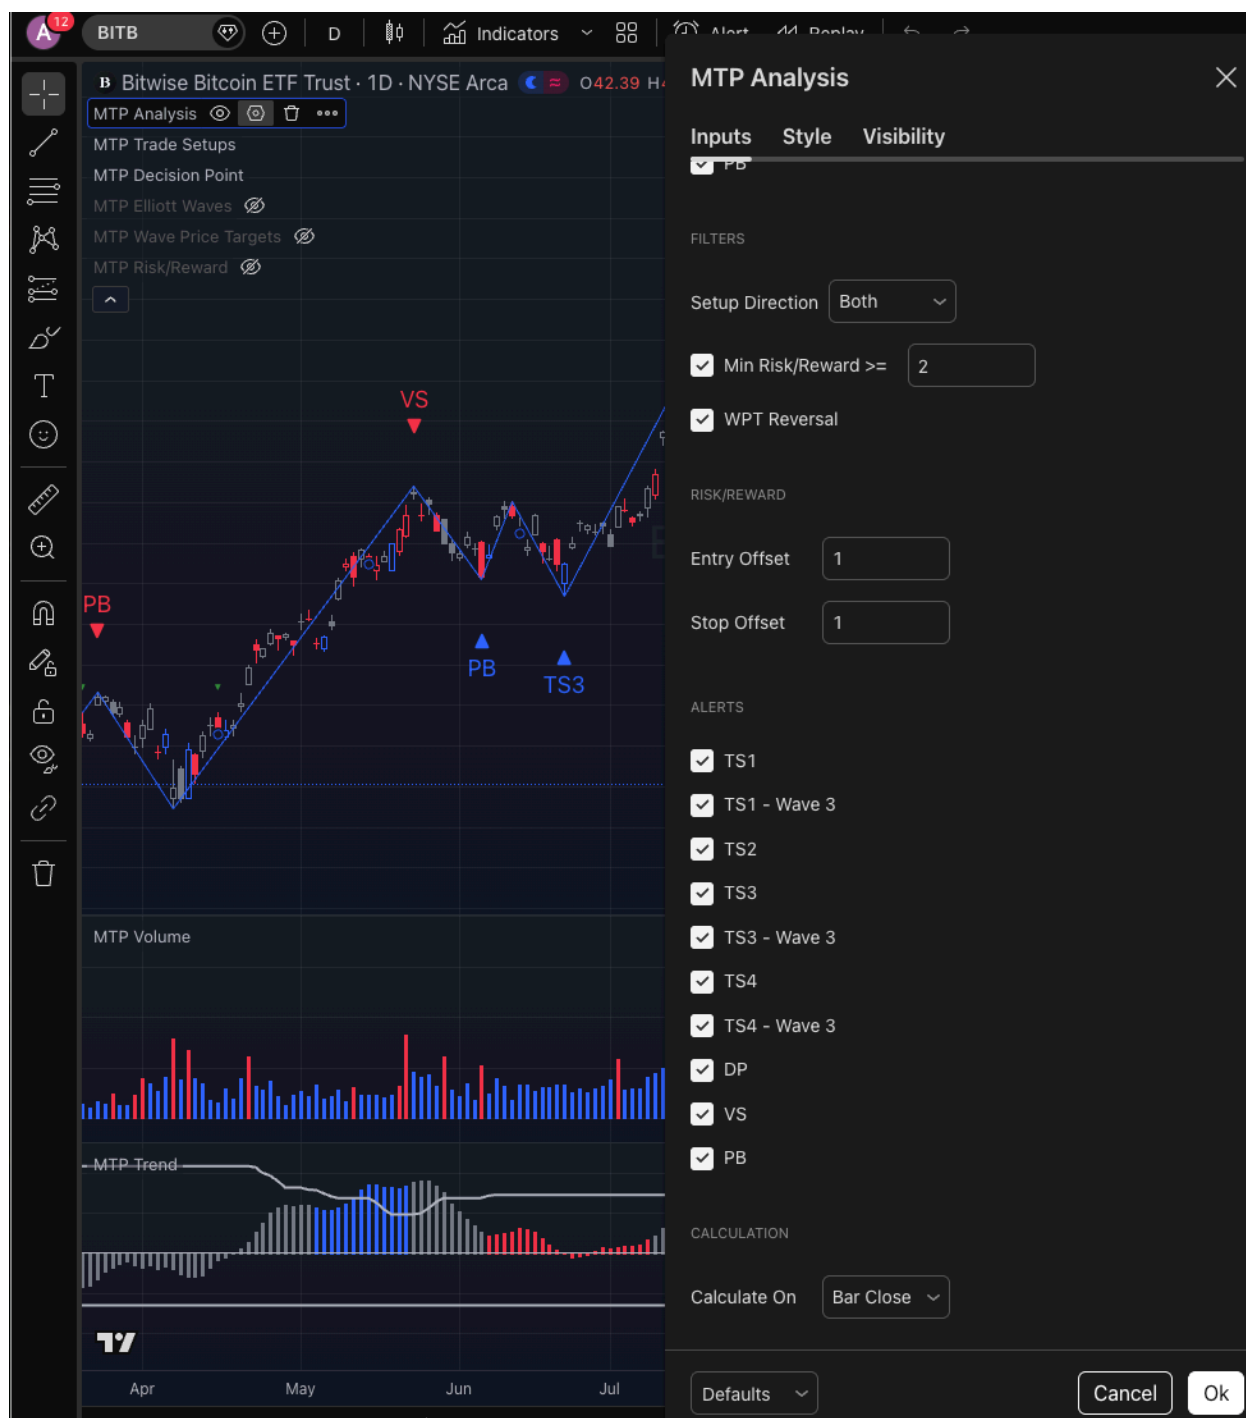 A 12 BITB D Indicators Alert Replay
B Bitwise Bitcoin ETF Trust · 1D · NYSE Arca O42.39 H
MTP Analysis
MTP Trade Setups
MTP Decision Point
MTP Elliott Waves
MTP Wave Price Targets
MTP Risk/Reward
VS
PB
PB
TS3
MTP Volume
MTP Trend
Apr May Jun Jul
MTP Analysis
Inputs Style Visibility
PB
FILTERS
Setup Direction Both
Min Risk/Reward >= 2
WPT Reversal
RISK/REWARD
Entry Offset 1
Stop Offset 1
ALERTS
TS1
TS1 - Wave 3
TS2
TS3
TS3 - Wave 3
TS4
TS4 - Wave 3
DP
VS
PB
CALCULATION
Calculate On Bar Close
Defaults Cancel Ok